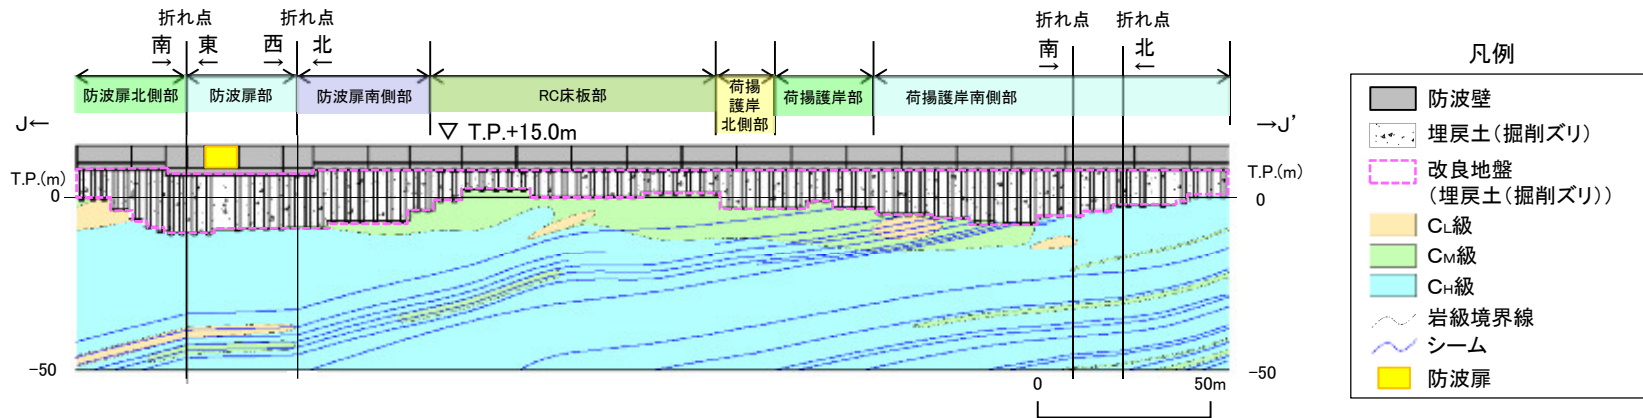 折れ点
折れ点
折れ点
折れ点
南
東
西
北
南
北
→
←
→
←
→
←
防波扉北側部
防波扉部
防波扉南側部
RC床板部
荷揚
護岸
北側部
荷揚護岸部
荷揚護岸南側部
J←
▽ T.P.+15.0m
→J'
T.P.(m)
T.P.(m)
0
0
-50
-50
0
50m
凡例
防波壁
埋戻土(掘削ズリ)
改良地盤
(埋戻土(掘削ズリ))
CL級
CM級
CH級
岩級境界線
シーム
防波扉